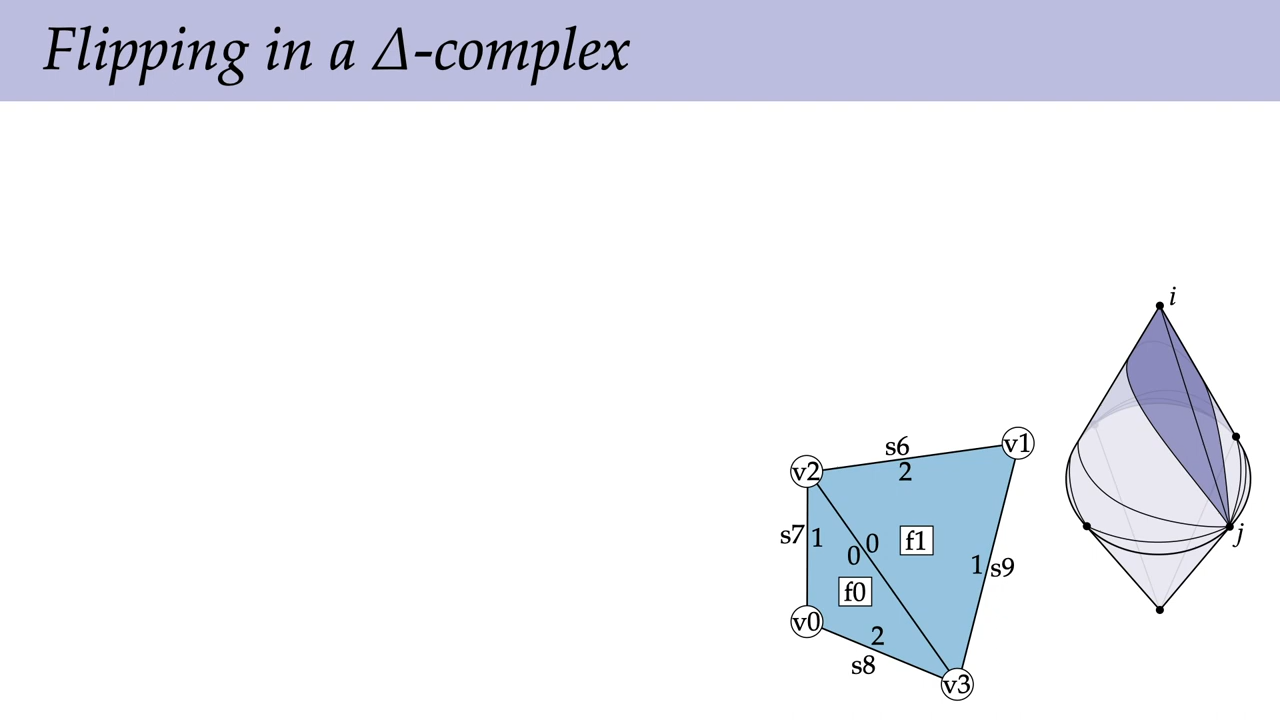 Flipping in a Δ-complex
i
v1
s6
v2
2
s7
1
0
0
f1
j
1
s9
f0
v0
2
s8
v3